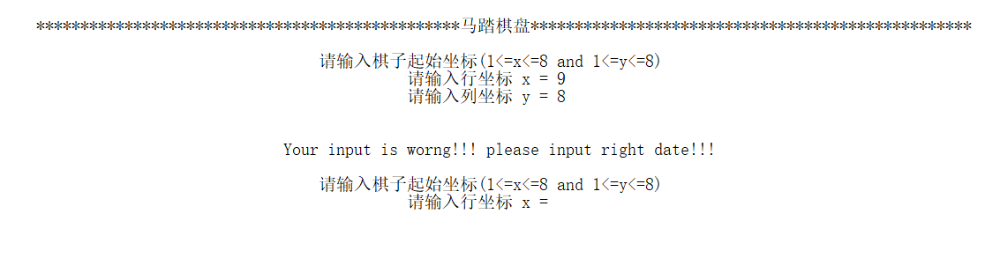 ************************************************马踏棋盘**************************************************
请输入棋子起始坐标(1<=x<=8 and 1<=y<=8)
请输入行坐标 x = 9
请输入列坐标 y = 8
Your input is worng!!! please input right date!!!
请输入棋子起始坐标(1<=x<=8 and 1<=y<=8)
请输入行坐标 x =